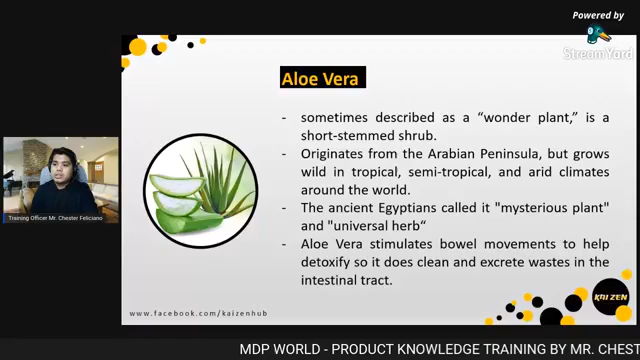 Powered by
StreamYard
Aloe Vera
- sometimes described as a “wonder plant,” is a
short-stemmed shrub.
- Originates from the Arabian Peninsula, but grows
wild in tropical, semi-tropical, and arid climates
around the world.
- The ancient Egyptians called it "mysterious plant"
and "universal herb“
- Aloe Vera stimulates bowel movements to help
detoxify so it does clean and excrete wastes in the
intestinal tract.
Training Officer Mr. Chester Feliciano
www.facebook.com/kaizenhub
KAIZEN
MDP WORLD - PRODUCT KNOWLEDGE TRAINING BY MR. CHEST